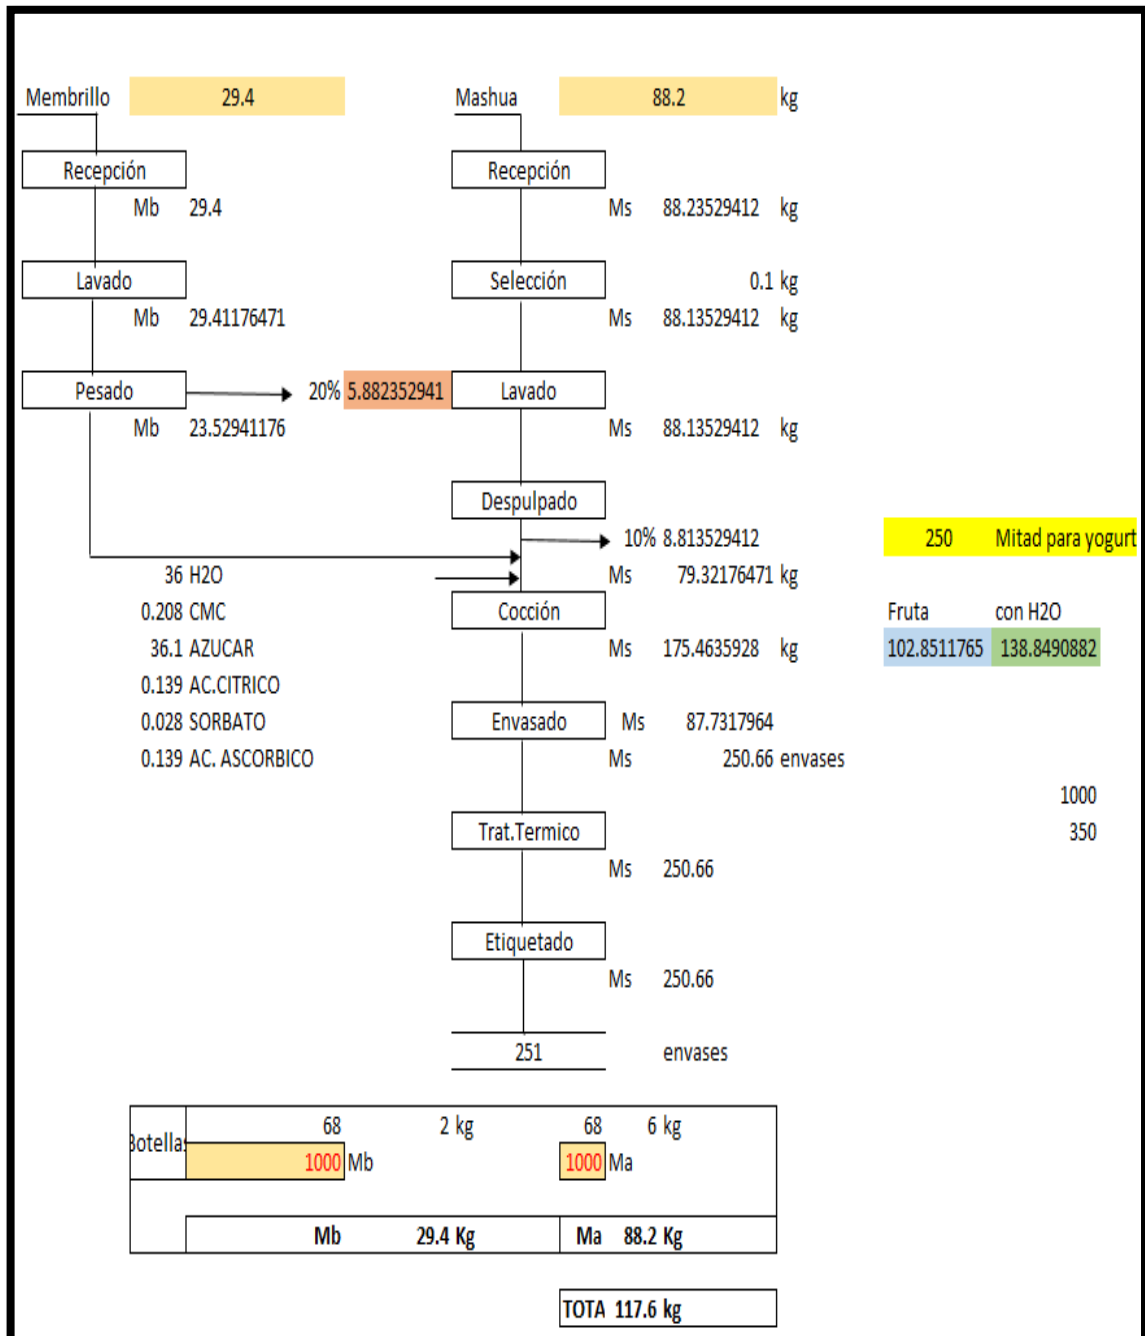 Membrillo 29.4 Mashua 88.2 kg
Recepción Recepción
Mb 29.4 Ms 88.23529412 kg
Lavado Selección 0.1 kg
Mb 29.41176471 Ms 88.13529412 kg
Pesado 20% 5.882352941 Lavado
Mb 23.52941176 Ms 88.13529412 kg
Despulpado
10% 8.813529412 250 Mitad para yogurt
36 H2O Ms 79.32176471 kg
0.208 CMC Cocción Fruta con H2O
36.1 AZUCAR Ms 175.4635928 kg 102.8511765 138.8490882
0.139 AC.CITRICO
0.028 SORBATO Envasado Ms 87.7317964
0.139 AC. ASCORBICO Ms 250.66 envases
1000
Trat.Termico 350
Ms 250.66
Etiquetado
Ms 250.66
251 envases
68 2 kg 68 6 kg
Botellas 1000 Mb 1000 Ma
Mb 29.4 Kg Ma 88.2 Kg
TOTA 117.6 kg